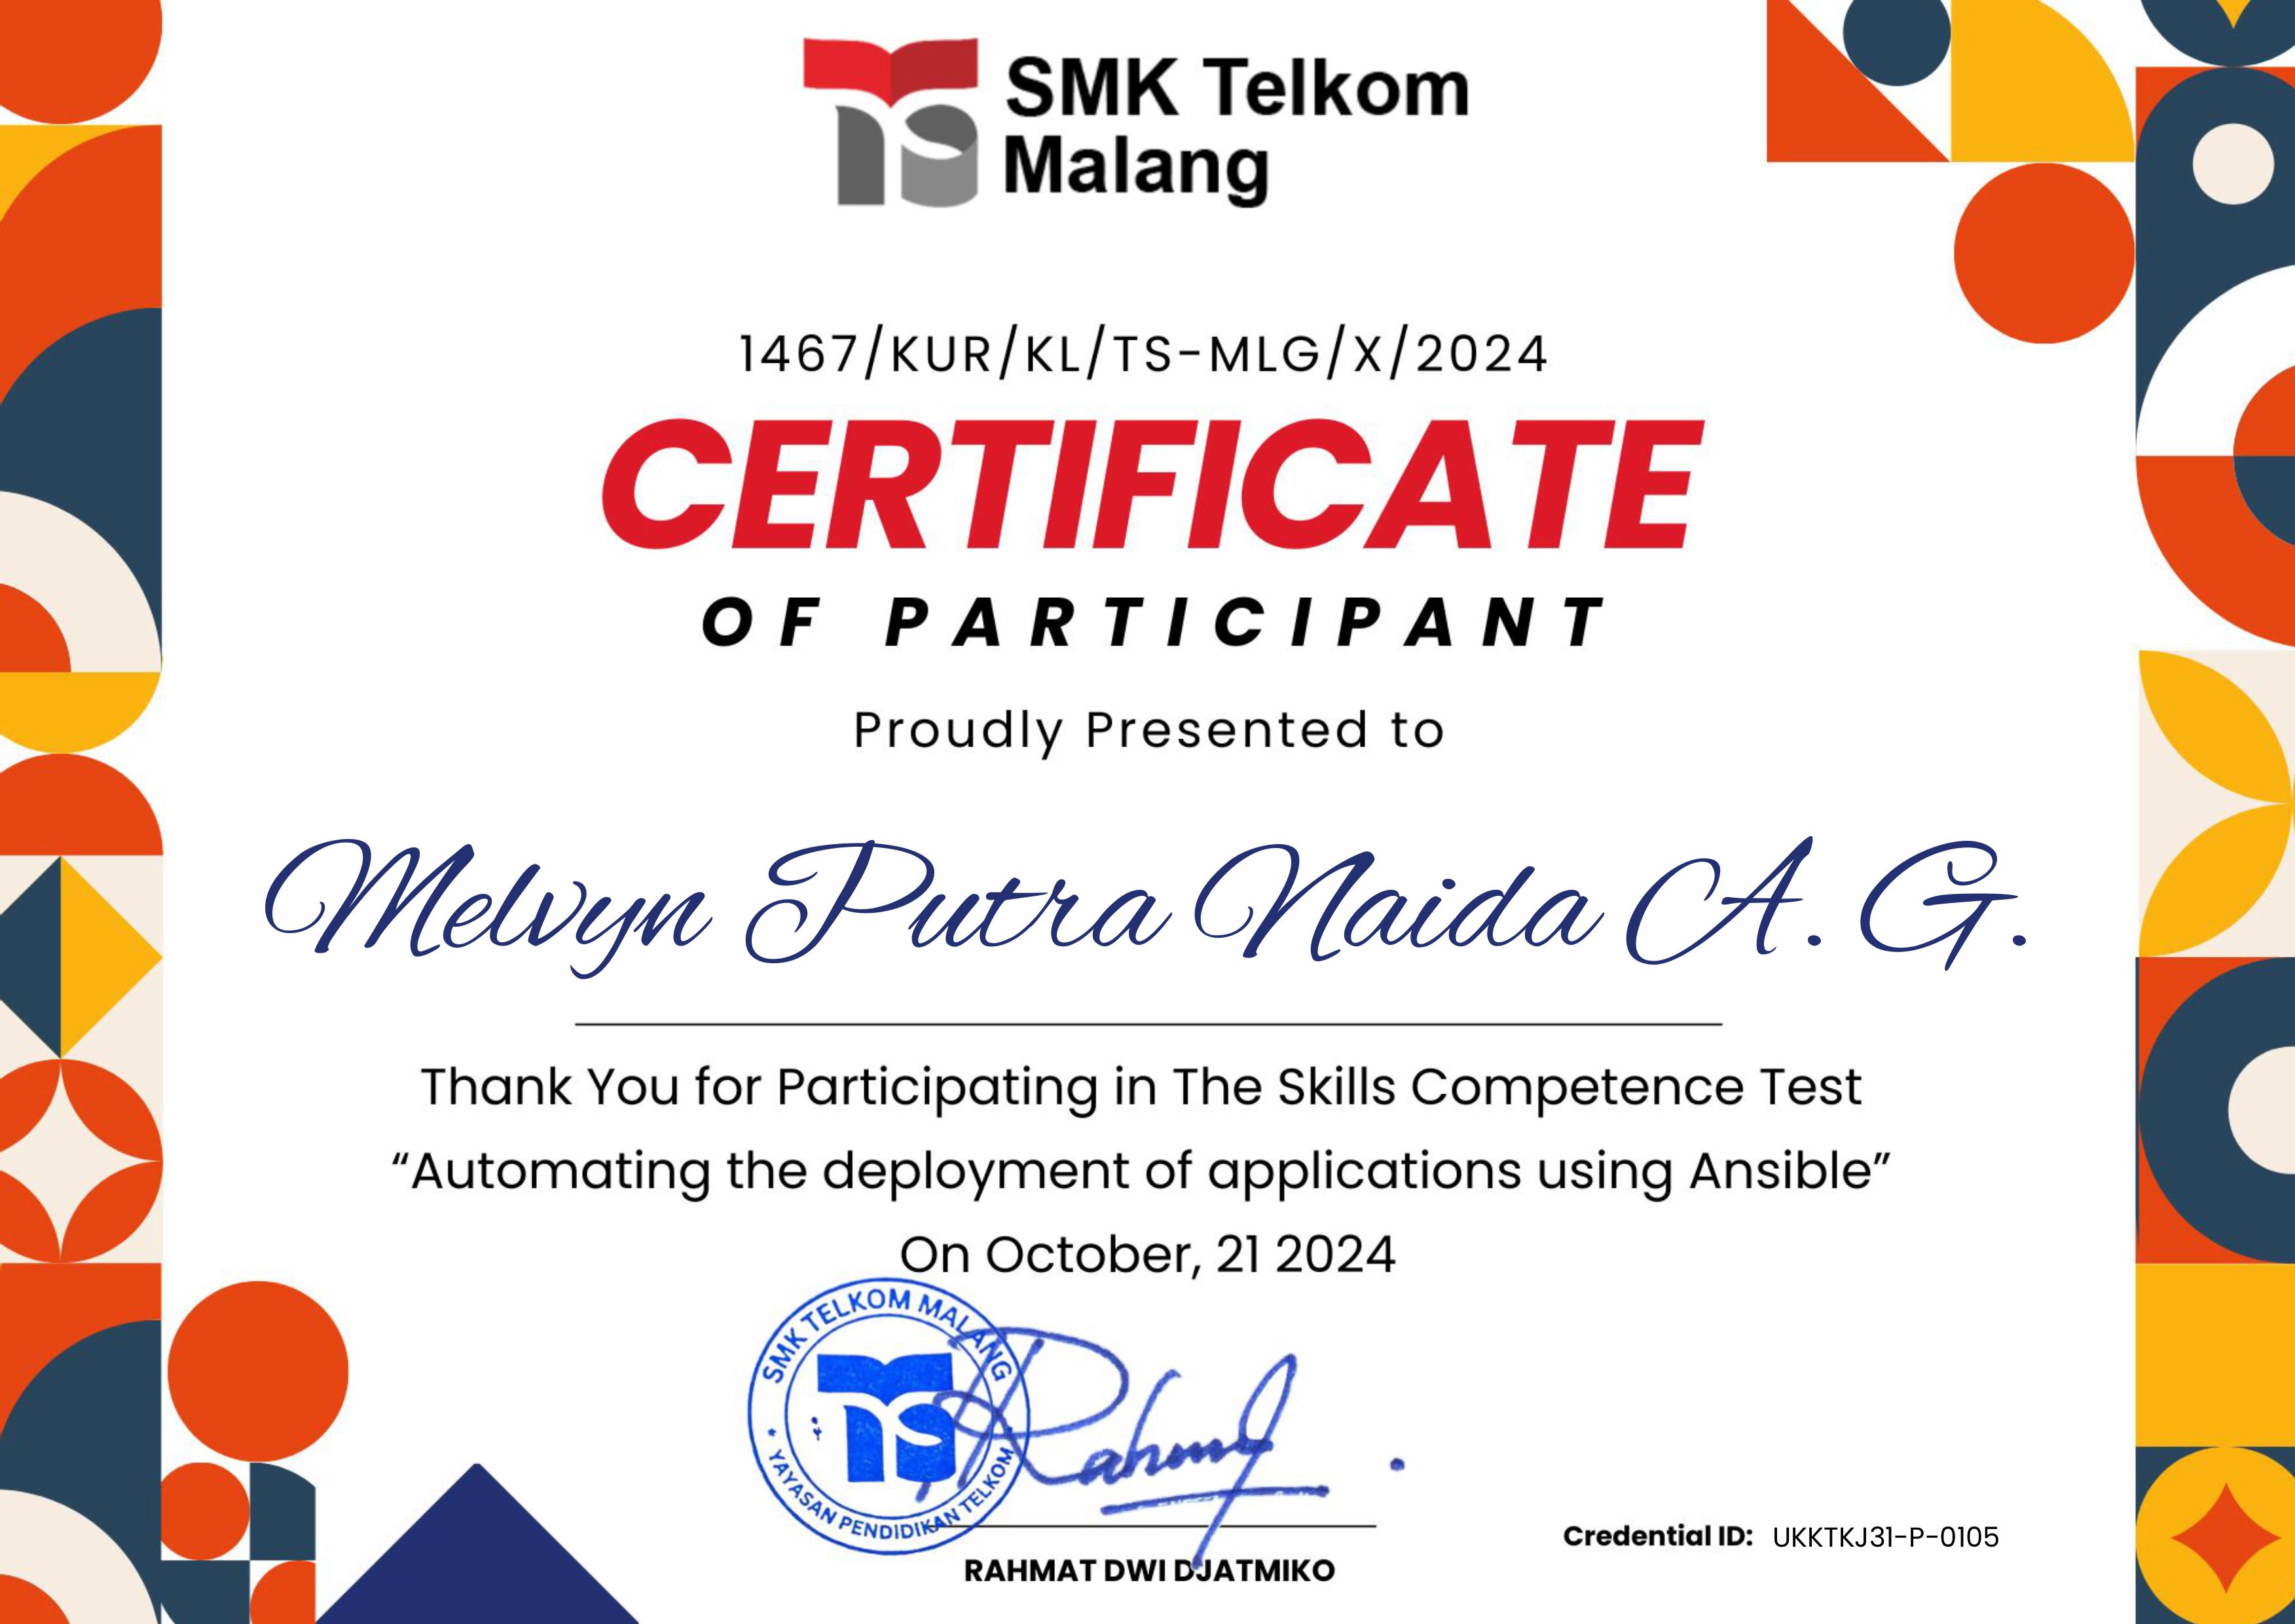 SMK Telkom
Malang
1467/KUR/KL/TS-MLG/X/2024
CERTIFICATE
OF PARTICIPANT
Proudly Presented to
Melvyn Putra Naida A. G.
Thank You for Participating in The Skills Competence Test
“Automating the deployment of applications using Ansible”
On October, 21 2024
SMK TELKOM MALANG
YAYASAN PENDIDIKAN TELKOM
Rahmat
RAHMAT DWI DJATMIKO
Credential ID: UKKTKJ31-P-0105